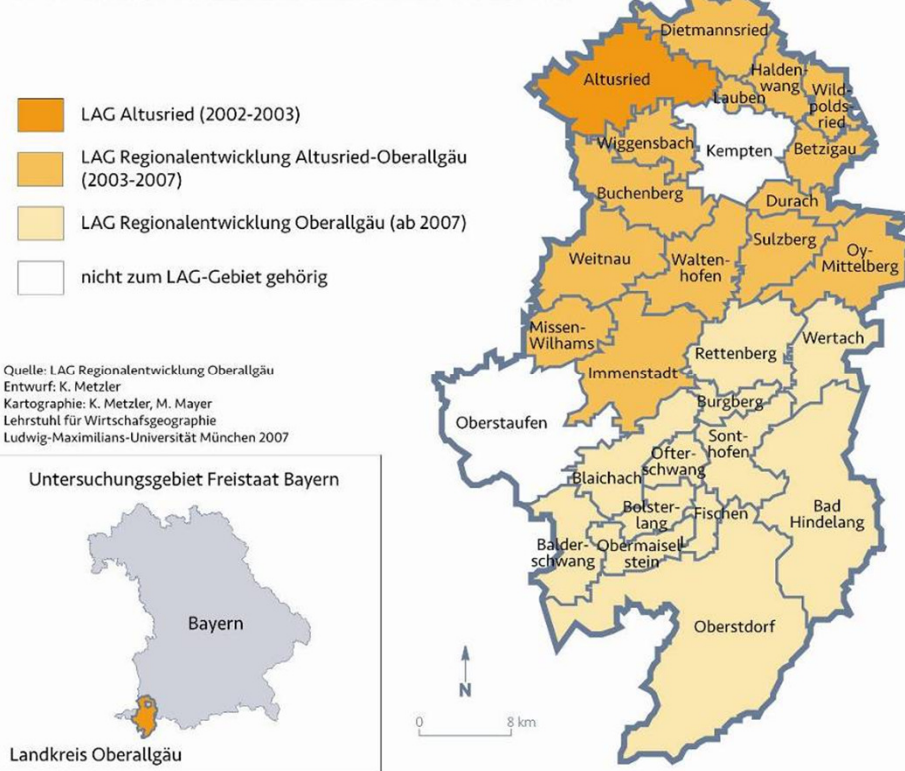 LAG Altusried (2002-2003)
LAG Regionalentwicklung Altusried-Oberallgäu
(2003-2007)
LAG Regionalentwicklung Oberallgäu (ab 2007)
nicht zum LAG-Gebiet gehörig
Quelle: LAG Regionalentwicklung Oberallgäu
Entwurf: K. Metzler
Kartographie: K. Metzler, M. Mayer
Lehrstuhl für Wirtschafsgeographie
Ludwig-Maximilians-Universität München 2007
Untersuchungsgebiet Freistaat Bayern
Bayern
Landkreis Oberallgäu
Dietmannsried
Altusried
Halden-
wang
Lauben
Wild-
polds-
ried
Wiggensbach
Kempten
Betzigau
Buchenberg
Durach
Weitnau
Walten-
hofen
Sulzberg
Oy-
Mittelberg
Missen-
Wilhams
Immenstadt
Rettenberg
Wertach
Burgberg
Oberstaufen
Sont-
hofen
Ofter-
schwang
Blaichach
Bolster-
lang
Fischen
Bad
Hindelang
Balder-
schwang
Obermaisel
stein
Oberstdorf
N
0 8 km